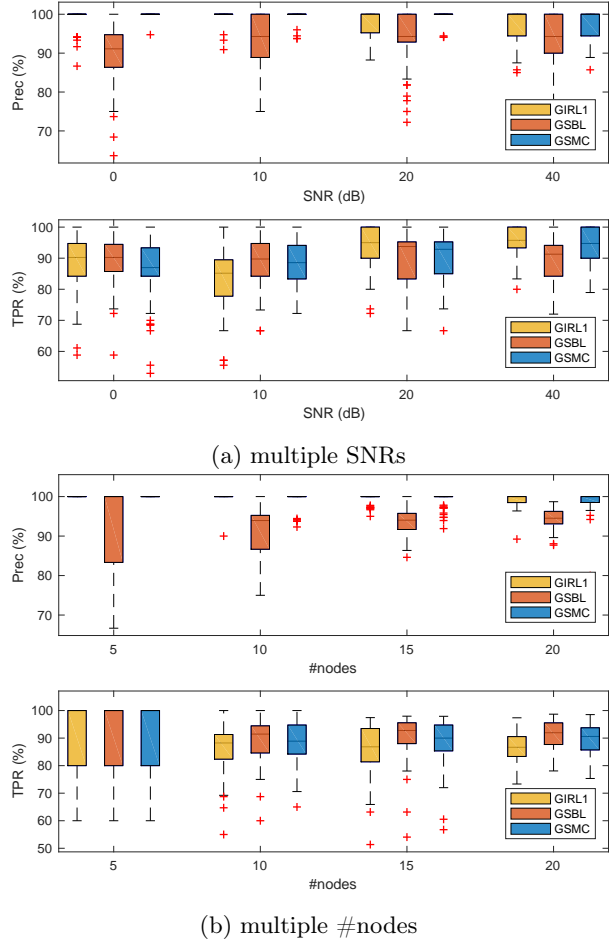 100
90
80
70
Prec (%)
GIRL1
GSBL
GSMC
0 10 20 40
SNR (dB)
100
90
80
70
60
TPR (%)
GIRL1
GSBL
GSMC
0 10 20 40
SNR (dB)
(a) multiple SNRs
100
90
80
70
Prec (%)
GIRL1
GSBL
GSMC
5 10 15 20
#nodes
100
90
80
70
60
50
TPR (%)
GIRL1
GSBL
GSMC
5 10 15 20
#nodes
(b) multiple #nodes